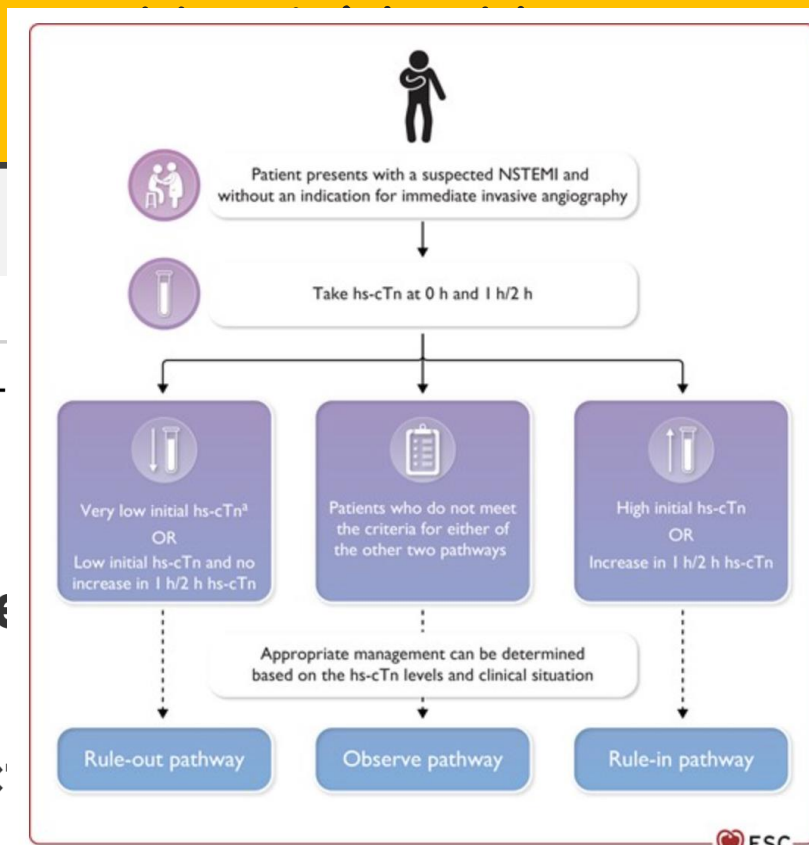 Patient presents with a suspected NSTEMI and
without an indication for immediate invasive angiography
Take hs-cTn at 0 h and 1 h/2 h
Very low initial hs-cTnª
OR
Low initial hs-cTn and no
increase in 1 h/2 h hs-cTn
Patients who do not meet
the criteria for either of
the other two pathways
High initial hs-cTn
OR
Increase in 1 h/2 h hs-cTn
Appropriate management can be determined
based on the hs-cTn levels and clinical situation
Rule-out pathway
Observe pathway
Rule-in pathway
ESC